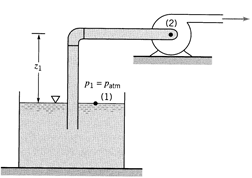 (2)
z₁
p₁ = pₐₜₘ
(1)